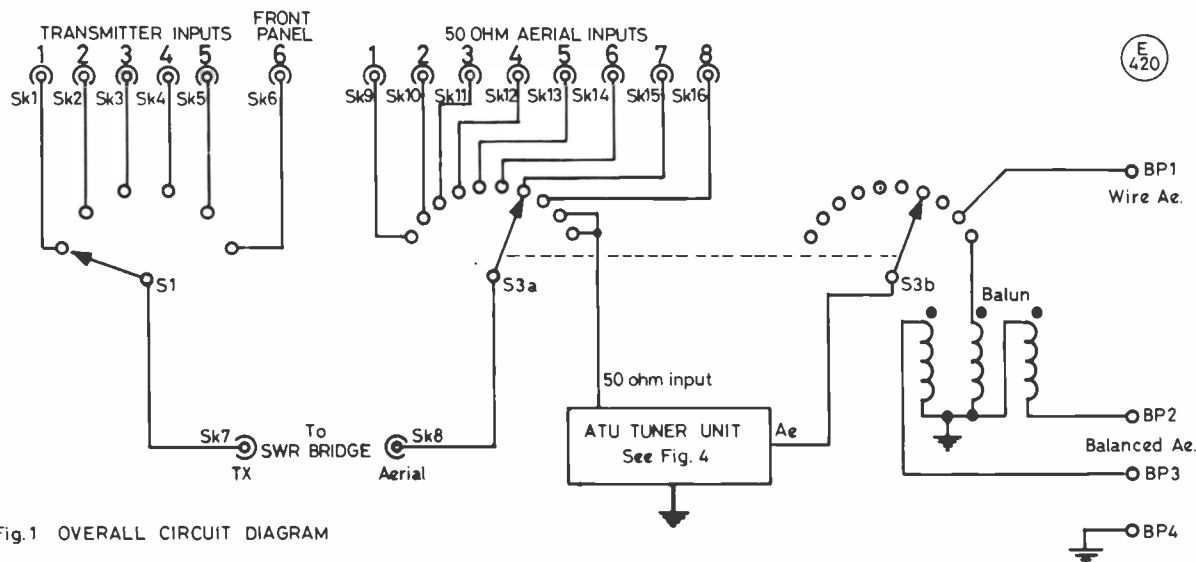 TRANSMITTER INPUTS
FRONT
PANEL
50 OHM AERIAL INPUTS
1 2 3 4 5 6
1 2 3 4 5 6 7 8
Sk1 Sk2 Sk3 Sk4 Sk5 Sk6
Sk9 Sk10 Sk11 Sk12 Sk13 Sk14 Sk15 Sk16
E
420
BP1
Wire Ae.
S1
S3a
S3b
Balun
50 ohm input
ATU TUNER UNIT
See Fig. 4
Ae
BP2
Balanced Ae.
BP3
BP4
Sk7
To
SWR BRIDGE
Sk8
TX
Aerial
Fig.1 OVERALL CIRCUIT DIAGRAM